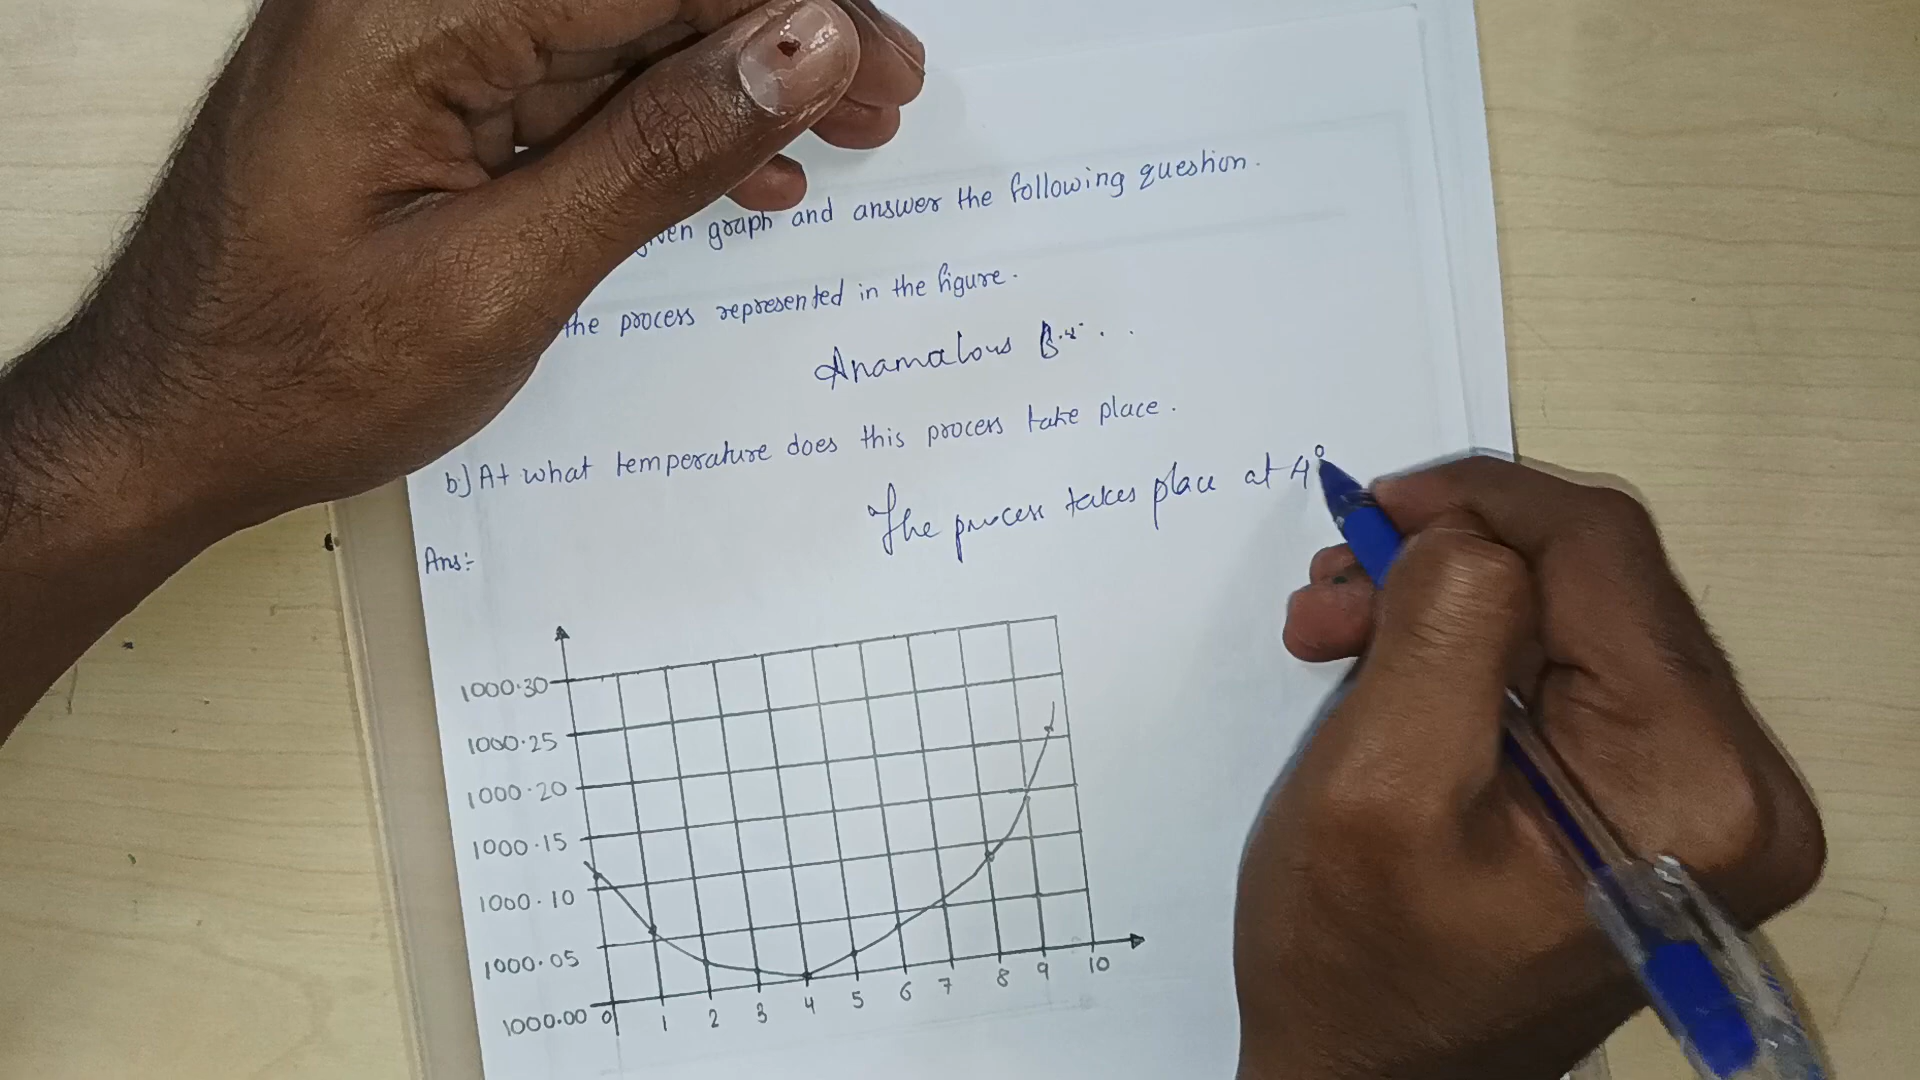 given graph and answer the following question.
the process represented in the figure.
Anamalous B....
b) At what temperature does this process take place.
The process takes place at 4°
Ans:-
1000.30
1000.25
1000.20
1000.15
1000.10
1000.05
1000.00 0 1 2 3 4 5 6 7 8 9 10